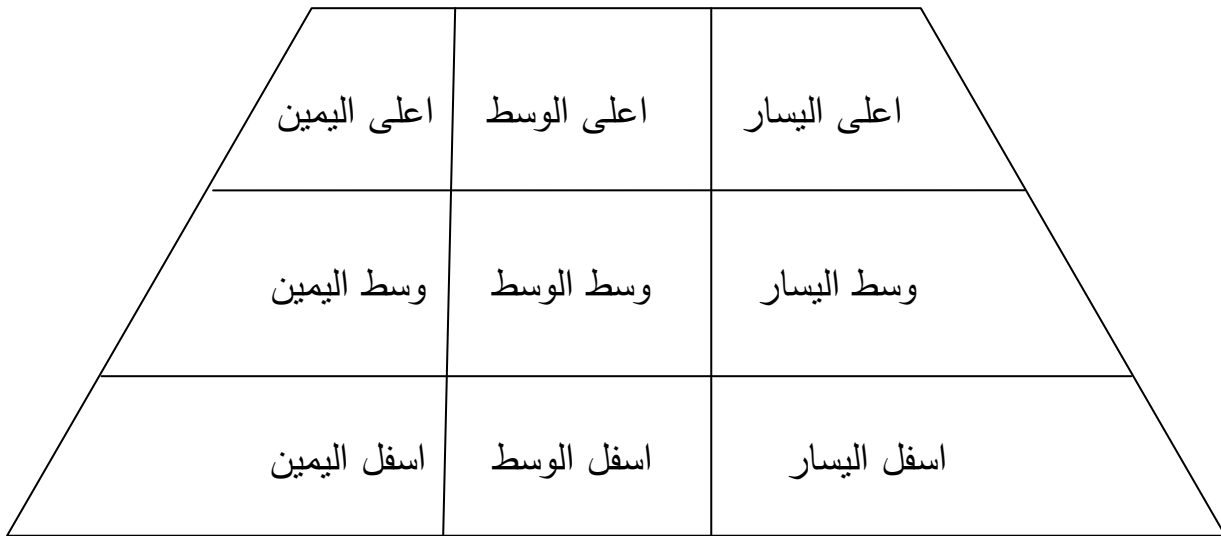 اعلى اليسار
اعلى الوسط
اعلى اليمين
وسط اليسار
وسط الوسط
وسط اليمين
اسفل اليسار
اسفل الوسط
اسفل اليمين